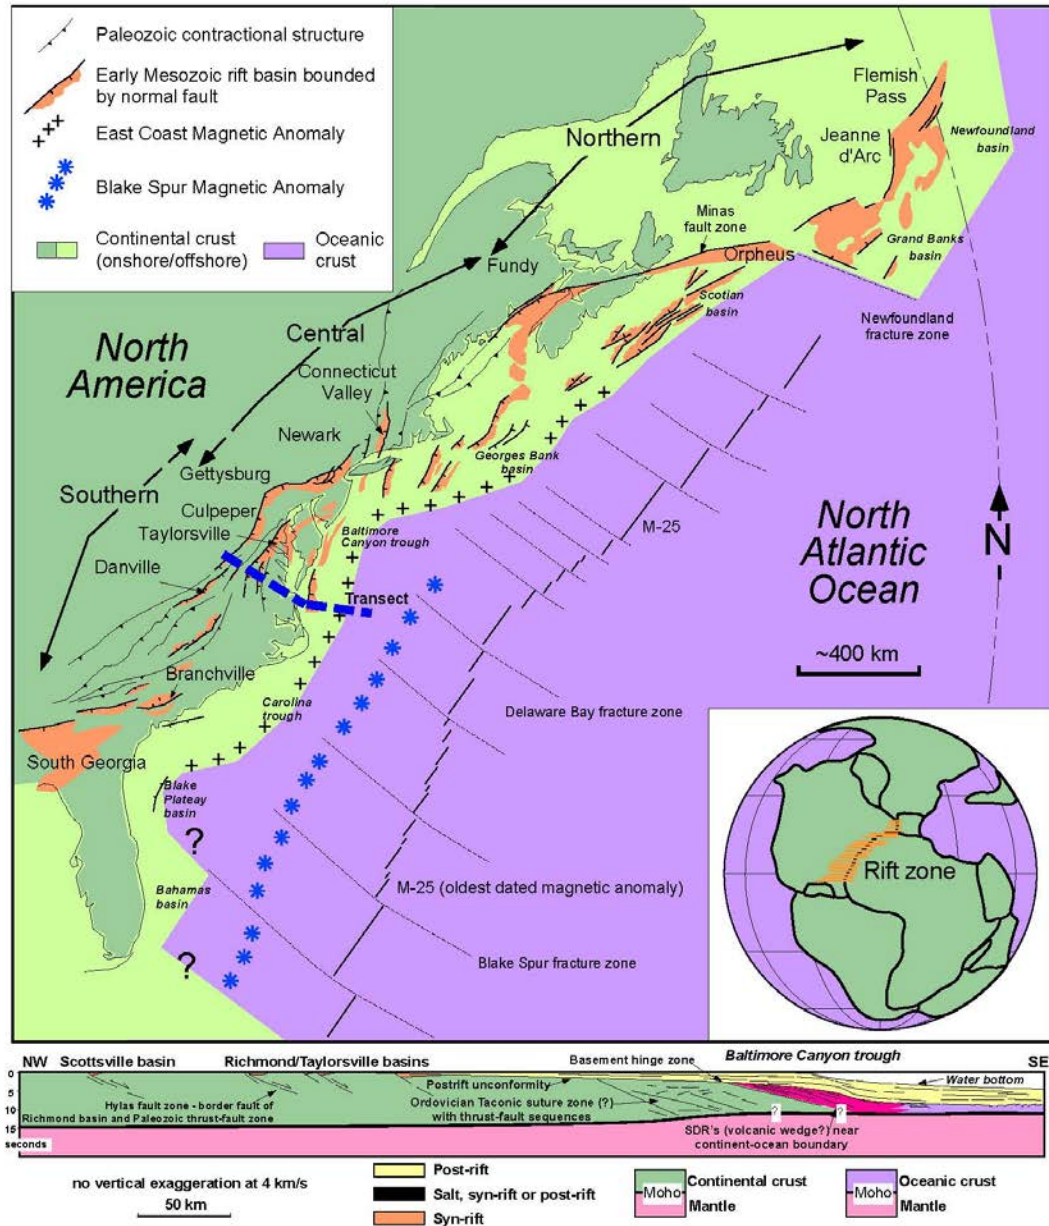 Paleozoic contractional structure
Early Mesozoic rift basin bounded
by normal fault
East Coast Magnetic Anomaly
Blake Spur Magnetic Anomaly
Continental crust
(onshore/offshore)
Oceanic
crust
Flemish
Pass
Northern
Jeanne
d'Arc
Newfoundland
basin
Minas
fault zone
Grand Banks
basin
Orpheus
Fundy
Scotian
basin
Newfoundland
fracture zone
North
America
Central
Connecticut
Valley
Newark
Georges Bank
basin
Gettysburg
Southern
Culpeper
Taylorsville
Baltimore
Canyon trough
M-25
North
Atlantic
Ocean
N
Danville
Transect
~400 km
Branchville
Carolina
trough
Delaware Bay fracture zone
South Georgia
Blake
Plateay
basin
?
Rift zone
Bahamas
basin
M-25 (oldest dated magnetic anomaly)
?
Blake Spur fracture zone
NW
Scottsville basin
Richmond/Taylorsville basins
Basement hinge zone
Baltimore Canyon trough
SE
0
5
10
15
seconds
Postrift unconformity
Water bottom
Hylas fault zone - border fault of
Richmond basin and Paleozoic thrust-fault zone
Ordovician Taconic suture zone (?)
with thrust-fault sequences
?
?
SDR's (volcanic wedge?) near
continent-ocean boundary
no vertical exaggeration at 4 km/s
50 km
Post-rift
Salt, syn-rift or post-rift
Syn-rift
Moho
Continental crust
Mantle
Moho
Oceanic crust
Mantle